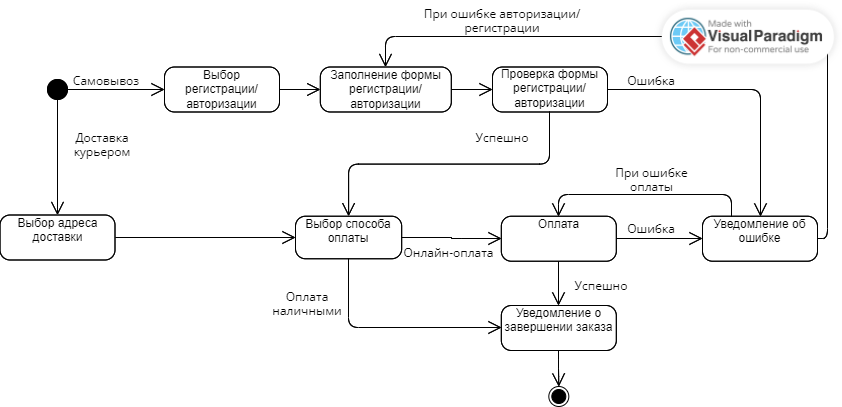 При ошибке авторизации/
регистрации
Made with
Visual Paradigm
For non-commercial use
Самовывоз
Выбор
регистрации/
авторизации
Заполнение формы
регистрации/
авторизации
Проверка формы
регистрации/
авторизации
Ошибка
Доставка
курьером
Успешно
При ошибке
оплаты
Выбор адреса
доставки
Выбор способа
оплаты
Онлайн-оплата
Оплата
Ошибка
Уведомление об
ошибке
Оплата
наличными
Успешно
Уведомление о
завершении заказа